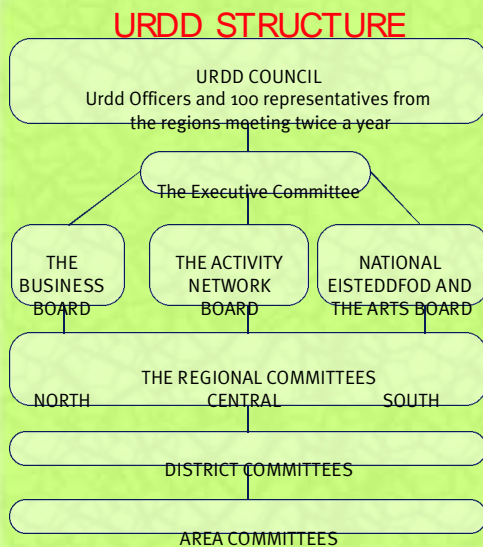 URDD STRUCTURE
URDD COUNCIL
Urdd Officers and 100 representatives from
the regions meeting twice a year
The Executive Committee
THE
BUSINESS
BOARD
THE ACTIVITY
NETWORK
BOARD
NATIONAL
EISTEDDFOD AND
THE ARTS BOARD
THE REGIONAL COMMITTEES
NORTH CENTRAL SOUTH
DISTRICT COMMITTEES
AREA COMMITTEES